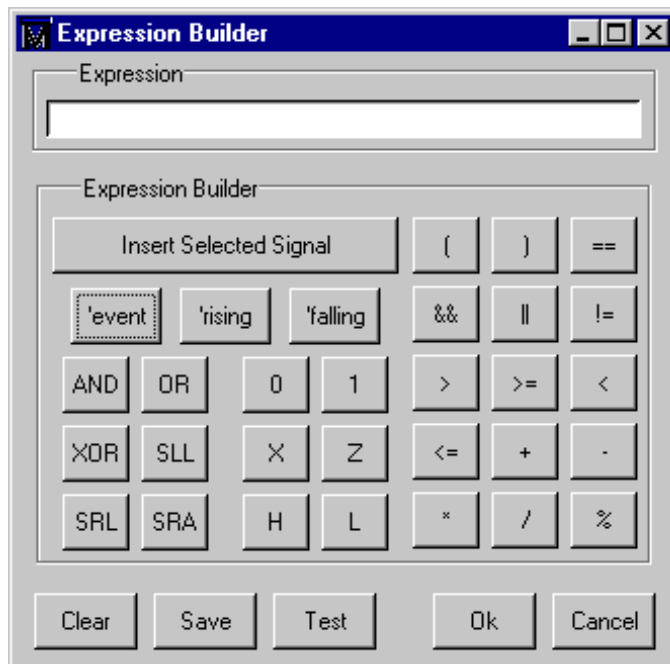 Expression Builder
Expression
Expression Builder
Insert Selected Signal ( ) ==
'event 'rising 'falling && || !=
AND OR 0 1 > >= <
XOR SLL X Z <= + -
SRL SRA H L * / %
Clear Save Test Ok Cancel